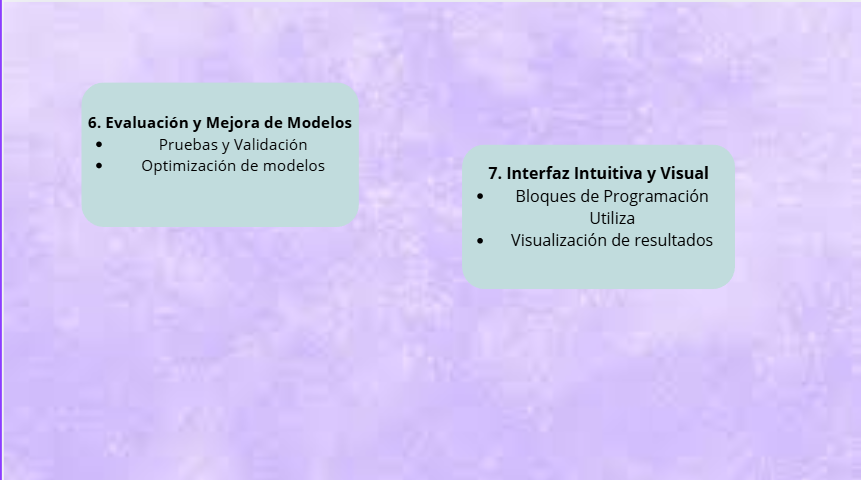 6. Evaluación y Mejora de Modelos
• Pruebas y Validación
• Optimización de modelos
7. Interfaz Intuitiva y Visual
• Bloques de Programación
Utiliza
• Visualización de resultados